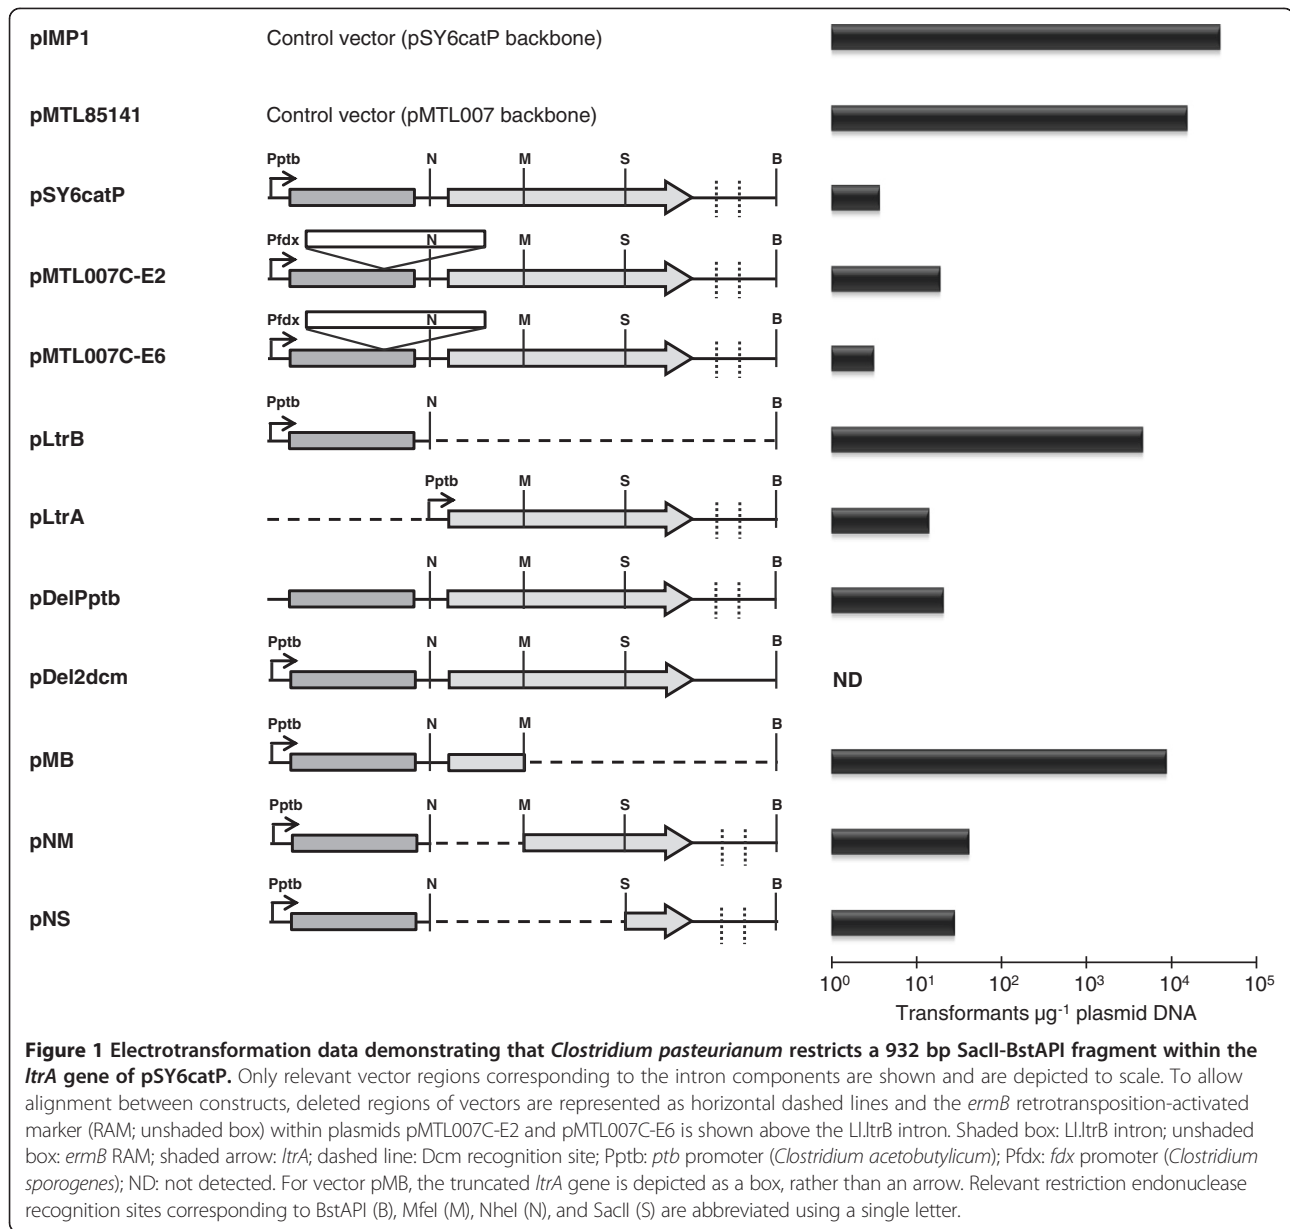 pIMP1 Control vector (pSY6catP backbone)
pMTL85141 Control vector (pMTL007 backbone)
Pptb N M S B
pSY6catP
Pfdx N M S B
pMTL007C-E2
Pfdx N M S B
pMTL007C-E6
Pptb N B
pLtrB
Pptb M S B
pLtrA
N M S B
pDelPptb
Pptb N M S B
pDel2dcm ND
Pptb N M B
pMB
Pptb N M S B
pNM
Pptb N S B
pNS
10⁰ 10¹ 10² 10³ 10⁴ 10⁵
Transformants µg⁻¹ plasmid DNA
Figure 1 Electrotransformation data demonstrating that Clostridium pasteurianum restricts a 932 bp SacII-BstAPI fragment within the
ltrA gene of pSY6catP. Only relevant vector regions corresponding to the intron components are shown and are depicted to scale. To allow
alignment between constructs, deleted regions of vectors are represented as horizontal dashed lines and the ermB retrotransposition-activated
marker (RAM; unshaded box) within plasmids pMTL007C-E2 and pMTL007C-E6 is shown above the Ll.ltrB intron. Shaded box: Ll.ltrB intron; unshaded
box: ermB RAM; shaded arrow: ltrA; dashed line: Dcm recognition site; Pptb: ptb promoter (Clostridium acetobutylicum); Pfdx: fdx promoter (Clostridium
sporogenes); ND: not detected. For vector pMB, the truncated ltrA gene is depicted as a box, rather than an arrow. Relevant restriction endonuclease
recognition sites corresponding to BstAPI (B), MfeI (M), NheI (N), and SacII (S) are abbreviated using a single letter.